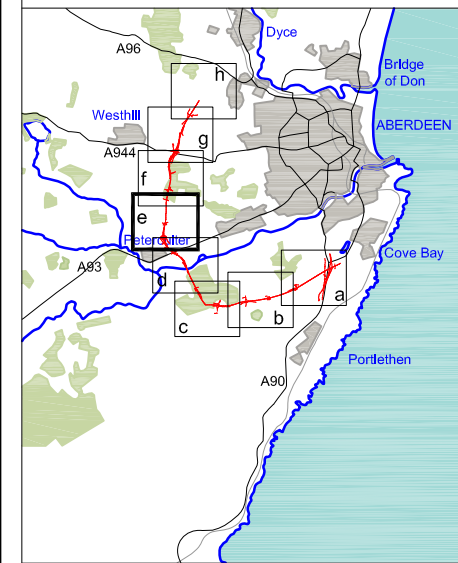 Dyce
A96
Bridge
of Don
h
Westhill
ABERDEEN
g
A944
f
e
Peterculter
Cove Bay
A93
d
a
b
c
Portlethen
A90